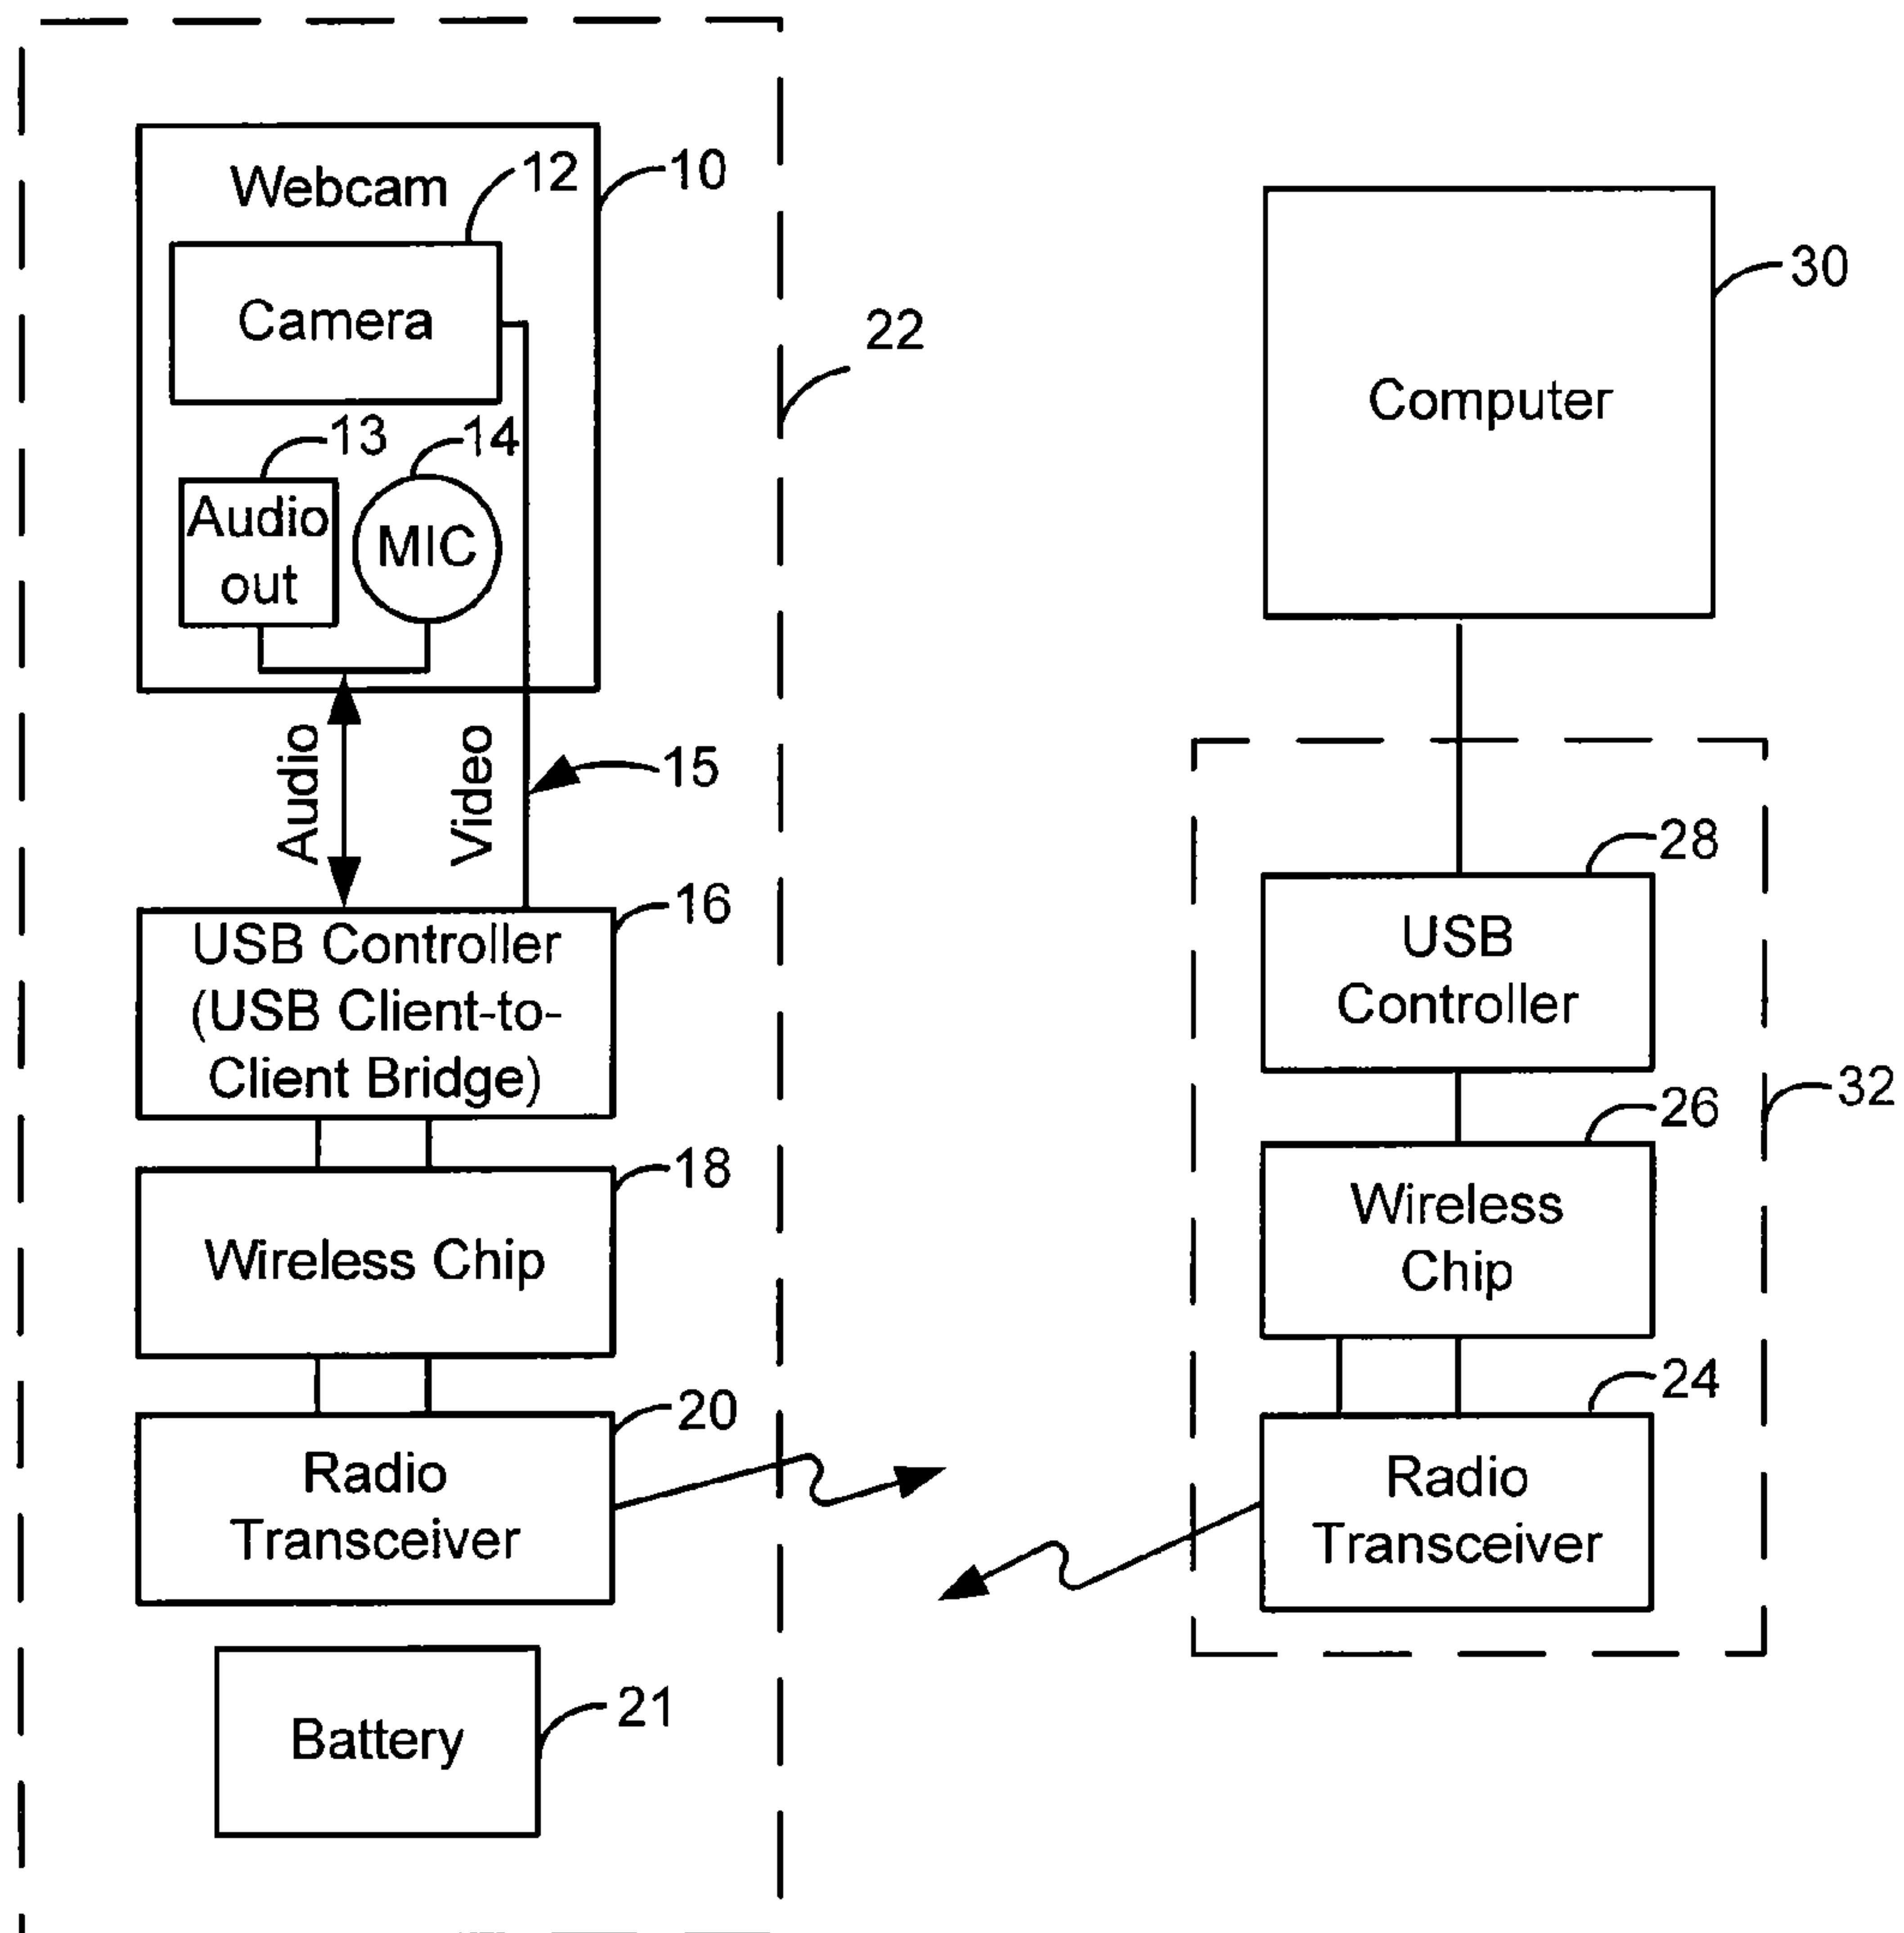 Webcam
12
10
Camera
13
14
Audio
out
MIC
22
Audio
Video
15
16
USB Controller
(USB Client-to-
Client Bridge)
18
Wireless Chip
20
Radio
Transceiver
21
Battery
30
Computer
28
USB
Controller
32
26
Wireless
Chip
24
Radio
Transceiver